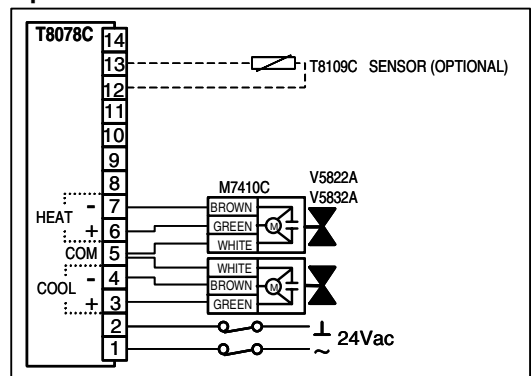 T8078C
14
13
T8109C SENSOR (OPTIONAL)
12
11
10
9
8
M7410C
V5822A
V5832A
HEAT
-
7
BROWN
M
+
6
GREEN
WHITE
COM
5
COOL
-
4
WHITE
BROWN
M
+
3
GREEN
2
1
24Vac
~